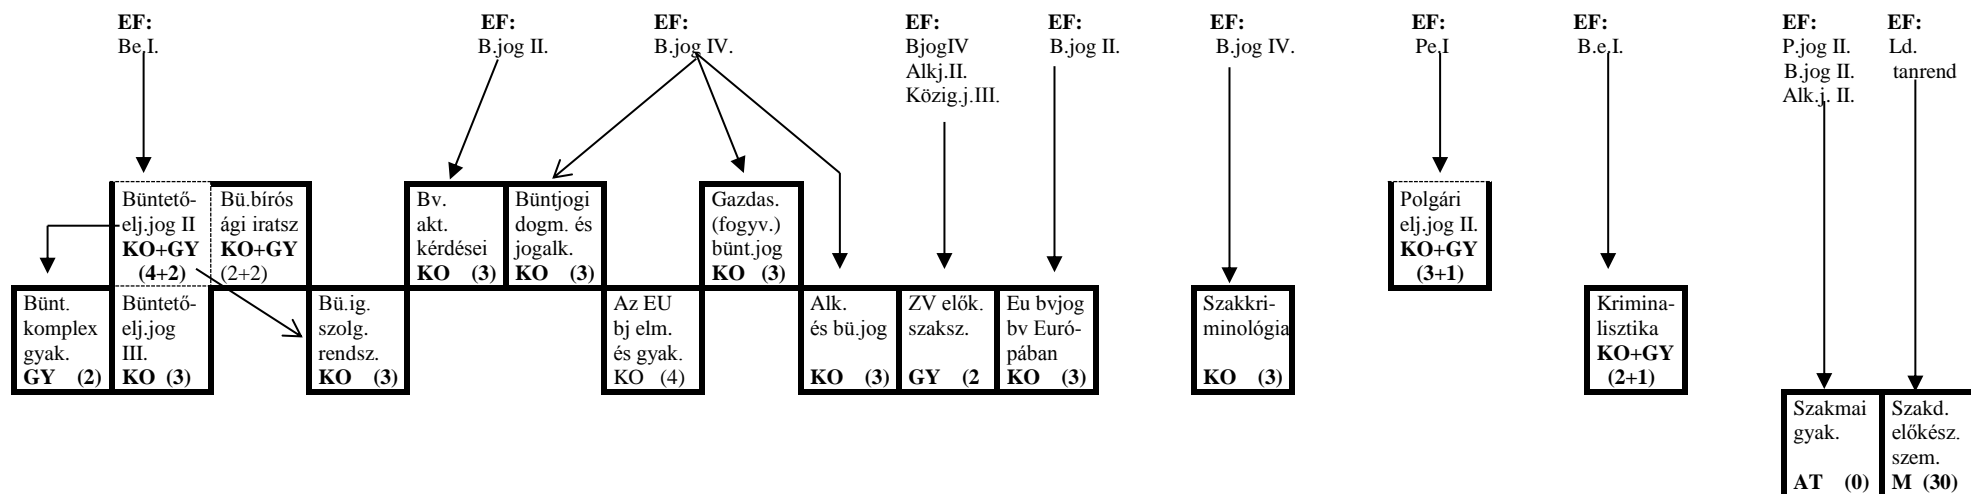 EF:
Be.I.
EF:
B.jog II.
EF:
B.jog IV.
EF:
BjogIV
Alkj.II.
Közig.j.III.
EF:
B.jog II.
EF:
B.jog IV.
EF:
Pe.I
EF:
B.e.I.
EF:
P.jog II.
B.jog II.
Alk.j. II.
EF:
Ld.
tanrend
Büntető-
elj.jog II
KO+GY
(4+2)
Bü.bírós
ági iratsz
KO+GY
(2+2)
Bv.
akt.
kérdései
KO (3)
Büntjogi
dogm. és
jogalk.
KO (3)
Gazdas.
(fogyv.)
bünt.jog
KO (3)
Polgári
elj.jog II.
KO+GY
(3+1)
Bünt.
komplex
gyak.
GY (2)
Büntető-
elj.jog
III.
KO (3)
Bü.ig.
szolg.
rendsz.
KO (3)
Az EU
bj elm.
és gyak.
KO (4)
Alk.
és bü.jog
KO (3)
ZV elők.
szaksz.
GY (2
Eu bvjog
bv Euró-
pában
KO (3)
Szakkri-
minológia
KO (3)
Krimina-
lisztika
KO+GY
(2+1)
Szakmai
gyak.
AT (0)
Szakd.
előkész.
szem.
M (30)